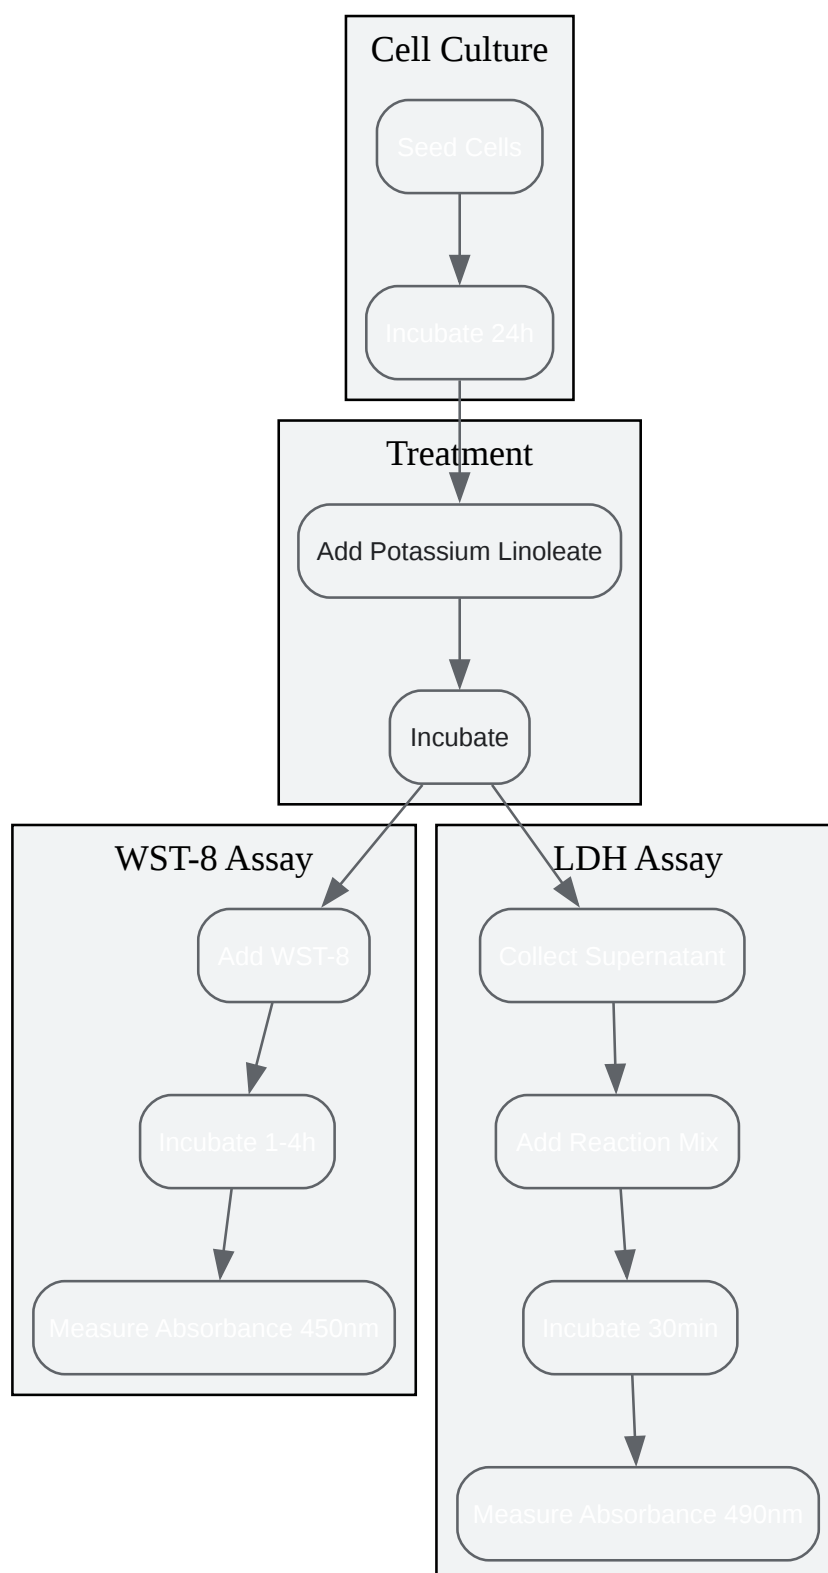 Cell Culture
Seed Cells
Incubate 24h
Treatment
Add Potassium Linoleate
Incubate
WST-8 Assay
Add WST-8
Incubate 1-4h
Measure Absorbance 450nm
LDH Assay
Collect Supernatant
Add Reaction Mix
Incubate 30min
Measure Absorbance 490nm